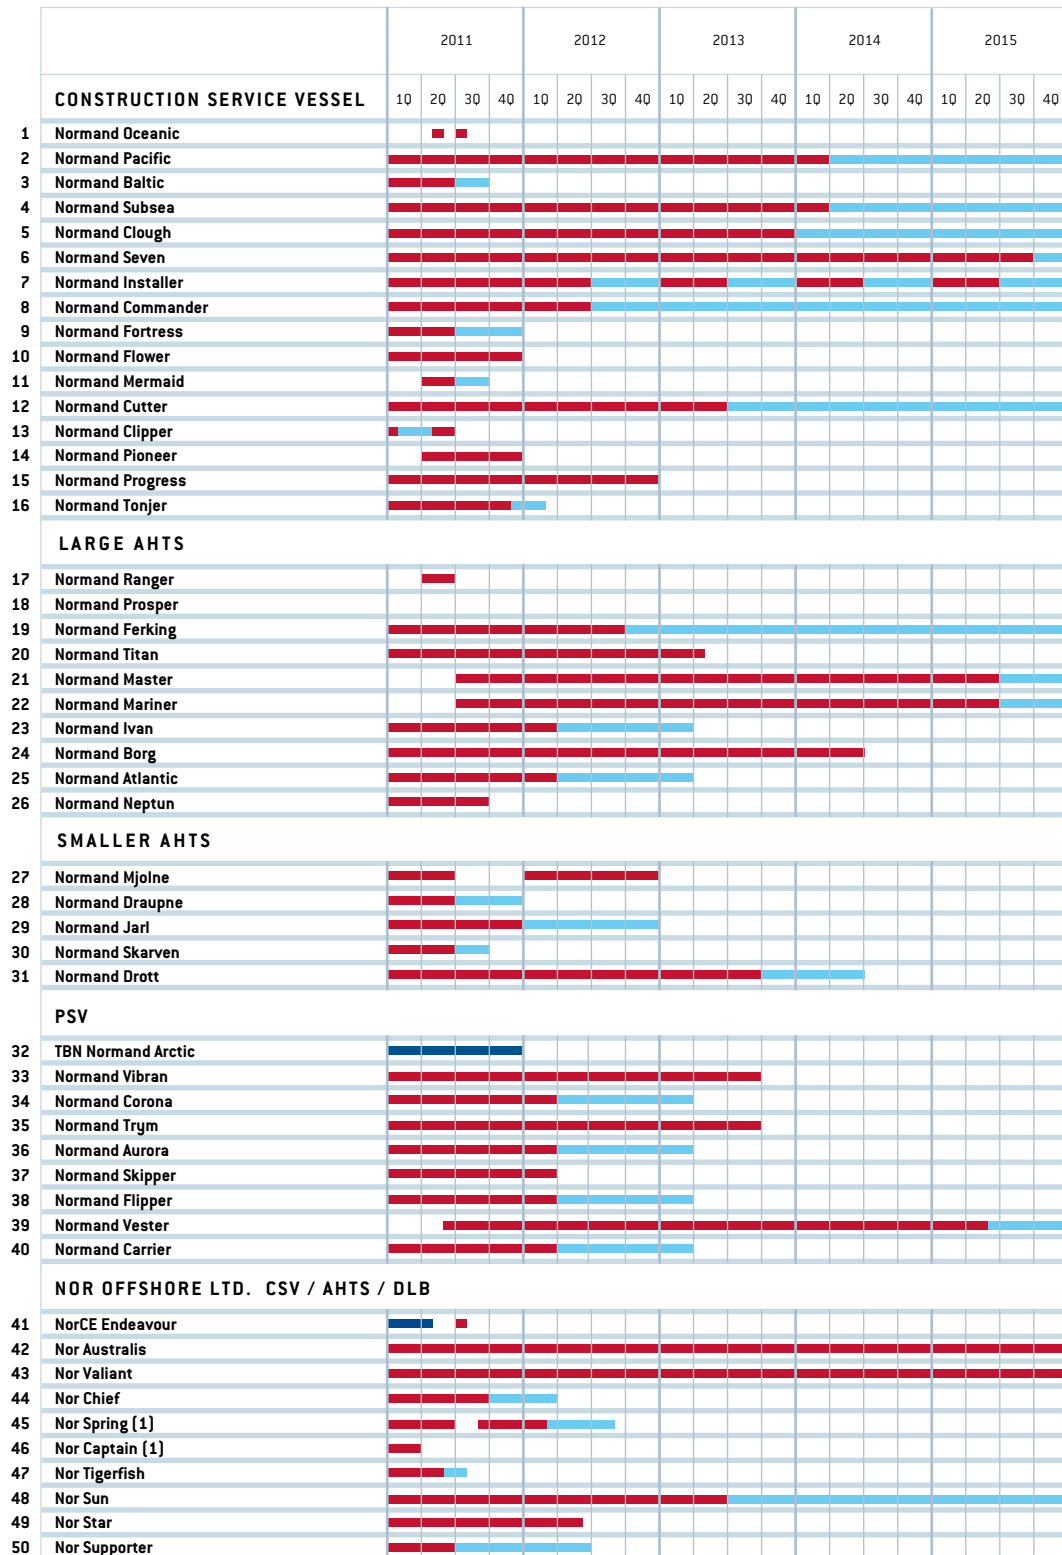 2011 2012 2013 2014 2015
CONSTRUCTION SERVICE VESSEL 1Q 2Q 3Q 4Q 1Q 2Q 3Q 4Q 1Q 2Q 3Q 4Q 1Q 2Q 3Q 4Q 1Q 2Q 3Q 4Q
1 Normand Oceanic
2 Normand Pacific
3 Normand Baltic
4 Normand Subsea
5 Normand Clough
6 Normand Seven
7 Normand Installer
8 Normand Commander
9 Normand Fortress
10 Normand Flower
11 Normand Mermaid
12 Normand Cutter
13 Normand Clipper
14 Normand Pioneer
15 Normand Progress
16 Normand Tonjer
LARGE AHTS
17 Normand Ranger
18 Normand Prosper
19 Normand Ferking
20 Normand Titan
21 Normand Master
22 Normand Mariner
23 Normand Ivan
24 Normand Borg
25 Normand Atlantic
26 Normand Neptun
SMALLER AHTS
27 Normand Mjolne
28 Normand Draupne
29 Normand Jarl
30 Normand Skarven
31 Normand Drott
PSV
32 TBN Normand Arctic
33 Normand Vibran
34 Normand Corona
35 Normand Trym
36 Normand Aurora
37 Normand Skipper
38 Normand Flipper
39 Normand Vester
40 Normand Carrier
NOR OFFSHORE LTD. CSV / AHTS / DLB
41 NorCE Endeavour
42 Nor Australis
43 Nor Valiant
44 Nor Chief
45 Nor Spring (1)
46 Nor Captain (1)
47 Nor Tigerfish
48 Nor Sun
49 Nor Star
50 Nor Supporter